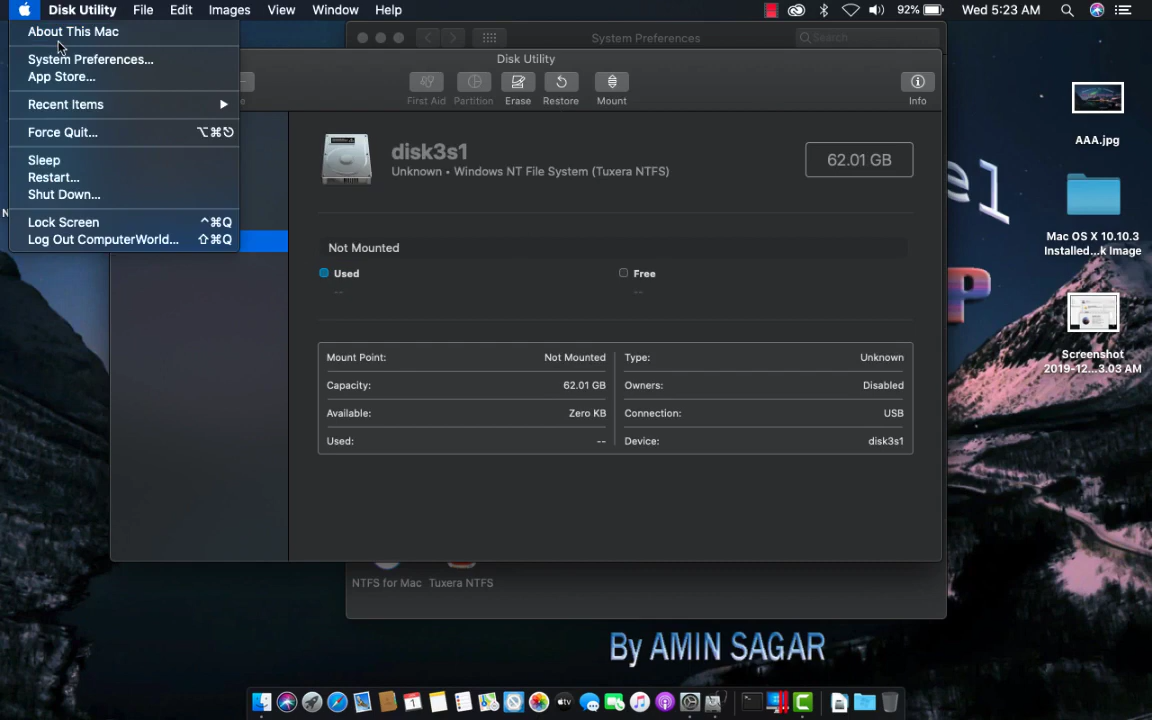 Disk Utility File Edit Images View Window Help 92% Wed 5:23 AM
About This Mac
System Preferences...
App Store...
Recent Items
Force Quit... ⌥⌘⎋
Sleep
Restart...
Shut Down...
Lock Screen ^⌘Q
Log Out ComputerWorld... ⇧⌘Q
System Preferences
Search
Disk Utility
First Aid Partition Erase Restore Mount Info
disk3s1
Unknown • Windows NT File System (Tuxera NTFS)
62.01 GB
Not Mounted
Used Free
-- --
Mount Point: Not Mounted Type: Unknown
Capacity: 62.01 GB Owners: Disabled
Available: Zero KB Connection: USB
Used: -- Device: disk3s1
NTFS for Mac Tuxera NTFS
AAA.jpg
Mac OS X 10.10.3
Installed...k Image
Screenshot
2019-12...3.03 AM
By AMIN SAGAR